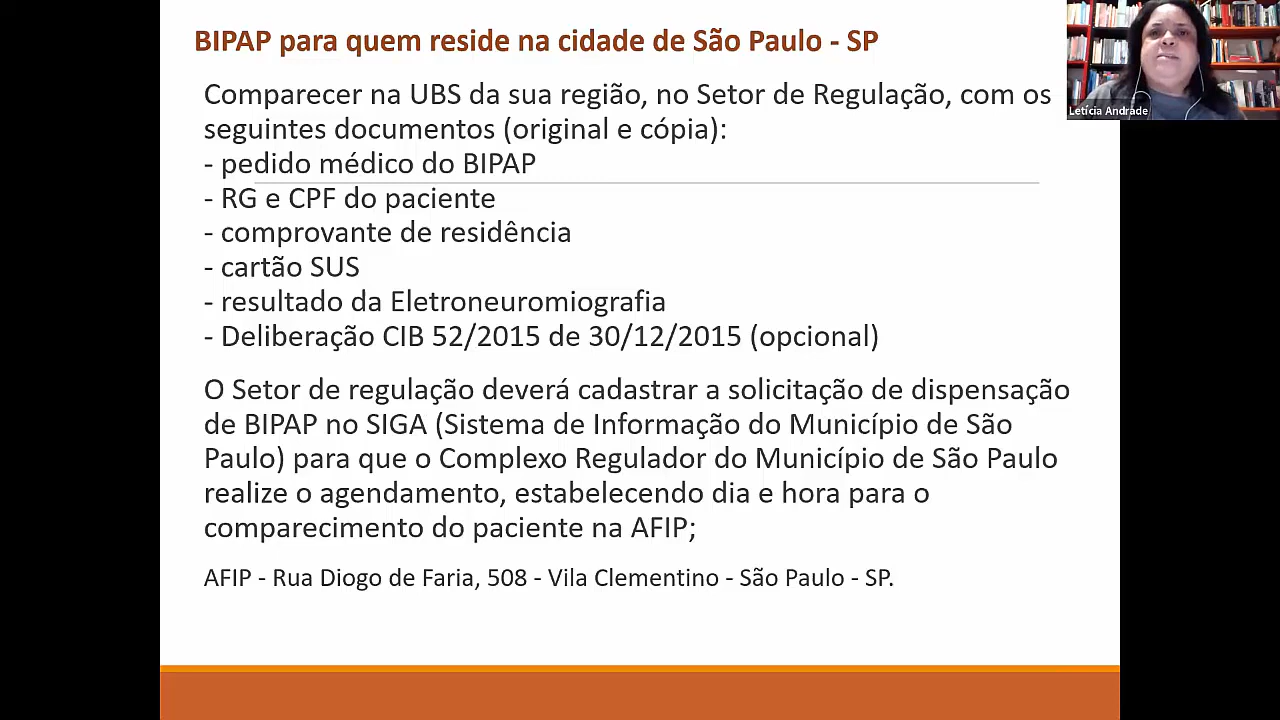 BIPAP para quem reside na cidade de São Paulo - SP
Comparecer na UBS da sua região, no Setor de Regulação, com os
seguintes documentos (original e cópia):
- pedido médico do BIPAP
- RG e CPF do paciente
- comprovante de residência
- cartão SUS
- resultado da Eletroneuromiografia
- Deliberação CIB 52/2015 de 30/12/2015 (opcional)
O Setor de regulação deverá cadastrar a solicitação de dispensação
de BIPAP no SIGA (Sistema de Informação do Município de São
Paulo) para que o Complexo Regulador do Município de São Paulo
realize o agendamento, estabelecendo dia e hora para o
comparecimento do paciente na AFIP;
AFIP - Rua Diogo de Faria, 508 - Vila Clementino - São Paulo - SP.
Letícia Andrade